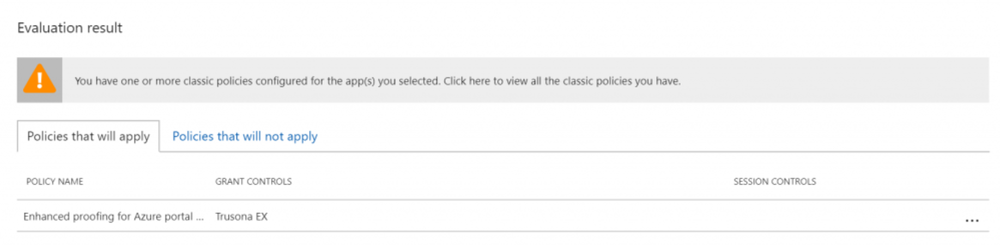 Evaluation result
You have one or more classic policies configured for the app(s) you selected. Click here to view all the classic policies you have.
Policies that will apply Policies that will not apply
POLICY NAME GRANT CONTROLS SESSION CONTROLS
Enhanced proofing for Azure portal ... Trusona EX ...